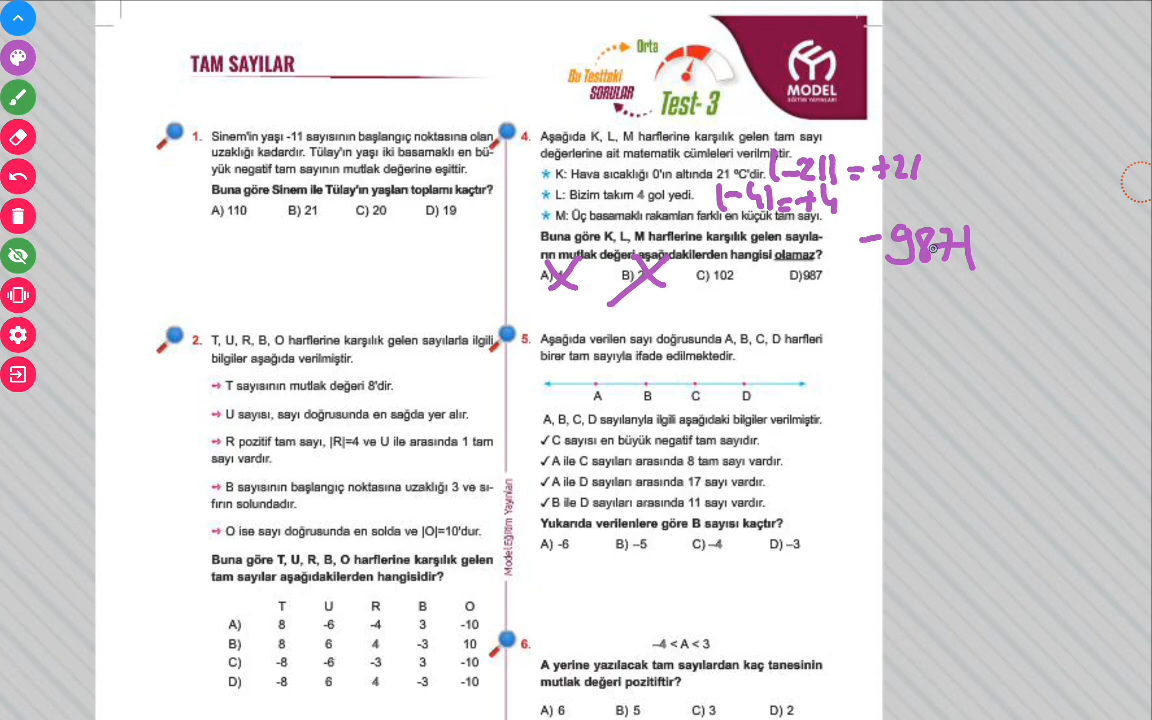 TAM SAYILAR
Orta
Bu Testteki
SORULAR
Test- 3
MODEL
EĞİTİM YAYINLARI
1. Sinem'in yaşı -11 sayısının başlangıç noktasına olan
uzaklığı kadardır. Tülay'ın yaşı iki basamaklı en bü-
yük negatif tam sayının mutlak değerine eşittir.
Buna göre Sinem ile Tülay'ın yaşları toplamı kaçtır?
A) 110 B) 21 C) 20 D) 19
2. T, U, R, B, O harflerine karşılık gelen sayılarla ilgili
bilgiler aşağıda verilmiştir.
➺ T sayısının mutlak değeri 8'dir.
➺ U sayısı, sayı doğrusunda en sağda yer alır.
➺ R pozitif tam sayı, |R|=4 ve U ile arasında 1 tam
sayı vardır.
➺ B sayısının başlangıç noktasına uzaklığı 3 ve sı-
fırın solundadır.
➺ O ise sayı doğrusunda en solda ve |O|=10'dur.
Buna göre T, U, R, B, O harflerine karşılık gelen
tam sayılar aşağıdakilerden hangisidir?
T U R B O
A) 8 -6 -4 3 -10
B) 8 6 4 -3 10
C) -8 -6 -3 3 -10
D) -8 6 4 -3 -10
Model Eğitim Yayınları
4. Aşağıda K, L, M harflerine karşılık gelen tam sayı
değerlerine ait matematik cümleleri verilmiştir.
* K: Hava sıcaklığı 0'ın altında 21 ºC'dir.
|-21| = +21
* L: Bizim takım 4 gol yedi.
|-4| = +4
* M: Üç basamaklı rakamları farklı en küçük tam sayı.
Buna göre K, L, M harflerine karşılık gelen sayıla-
rın mutlak değeri aşağıdakilerden hangisi olamaz?
-987|
A) B) C) 102 D)987
5. Aşağıda verilen sayı doğrusunda A, B, C, D harfleri
birer tam sayıyla ifade edilmektedir.
A B C D
A, B, C, D sayılarıyla ilgili aşağıdaki bilgiler verilmiştir.
✓C sayısı en büyük negatif tam sayıdır.
✓A ile C sayıları arasında 8 tam sayı vardır.
✓A ile D sayıları arasında 17 sayı vardır.
✓B ile D sayıları arasında 11 sayı vardır.
Yukarıda verilenlere göre B sayısı kaçtır?
A) -6 B) –5 C) –4 D) –3
6. –4 < A < 3
A yerine yazılacak tam sayılardan kaç tanesinin
mutlak değeri pozitiftir?
A) 6 B) 5 C) 3 D) 2